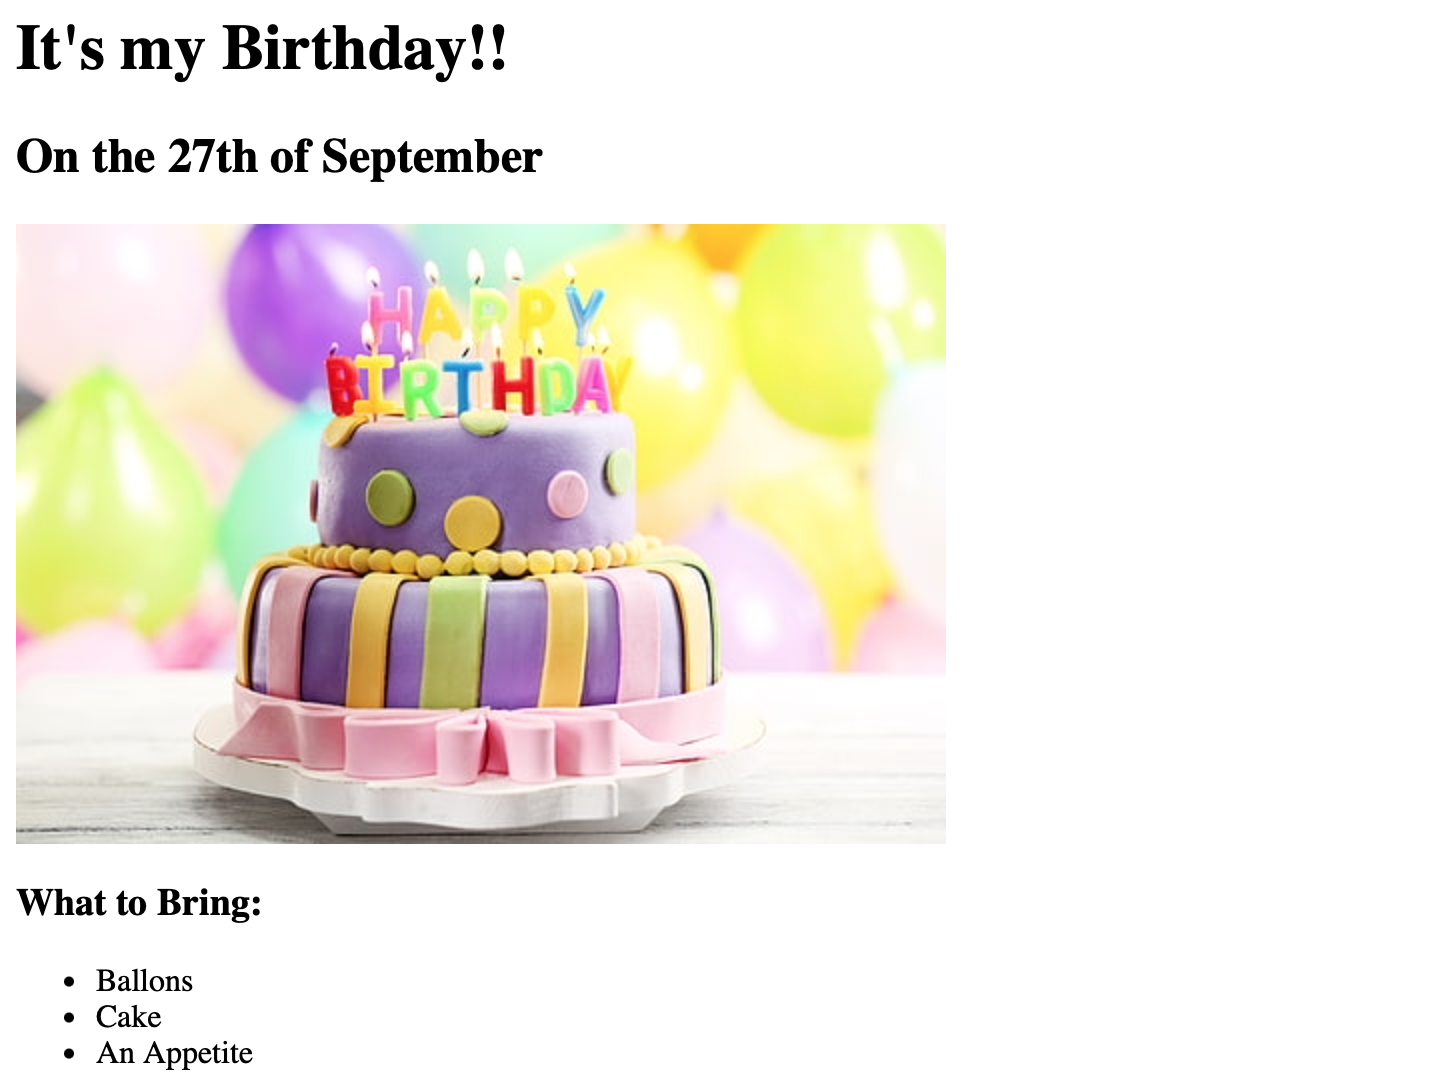 It's my Birthday!!
On the 27th of September
HAPPY
BIRTHDAY
What to Bring:
Ballons
Cake
An Appetite